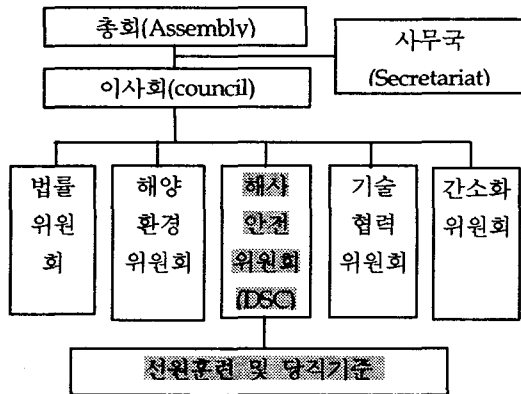 총회(Assembly)
사무국
(Secretariat)
이사회(council)
법률
위원
회
해양
환경
위원회
해사
안전
위원회
(DSC)
기술
협력
위원회
간소화
위원회
선원훈련 및 당직기준